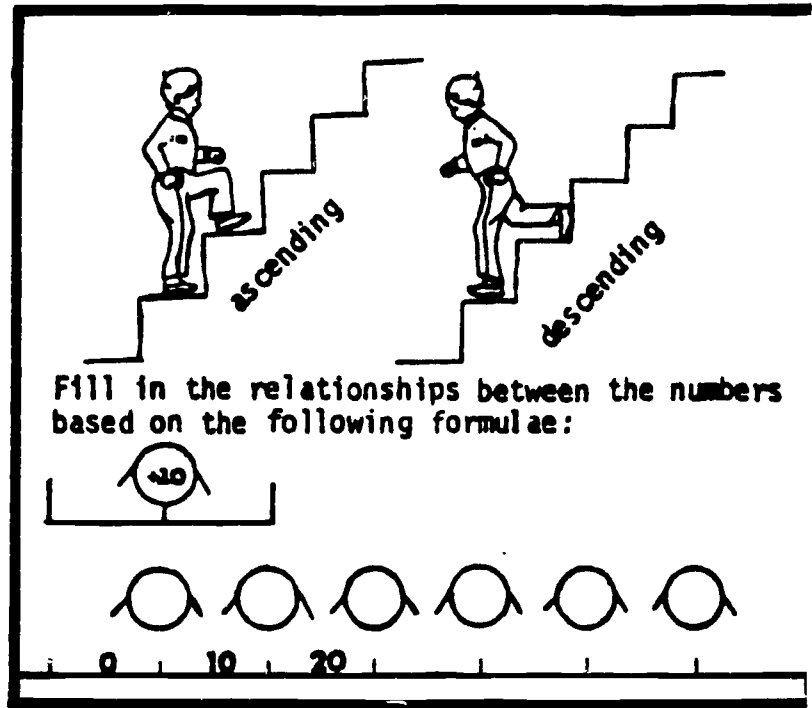 ascending
descending
Fill in the relationships between the numbers
based on the following formulae:
+10
0 10 20